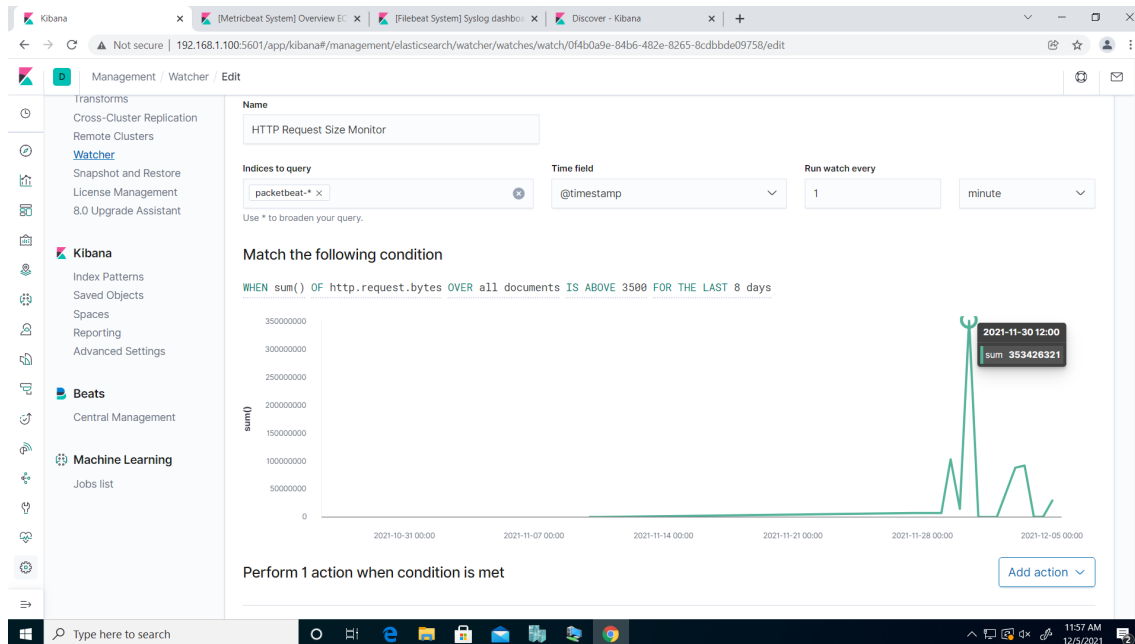 Kibana
[Metricbeat System] Overview EC
[Filebeat System] Syslog dashboa
Discover - Kibana
Not secure | 192.168.1.100:5601/app/kibana#/management/elasticsearch/watcher/watches/watch/0f4b0a9e-84b6-482e-8265-8cdbbde09758/edit
D Management / Watcher / Edit
Transforms
Cross-Cluster Replication
Remote Clusters
Watcher
Snapshot and Restore
License Management
8.0 Upgrade Assistant
Kibana
Index Patterns
Saved Objects
Spaces
Reporting
Advanced Settings
Beats
Central Management
Machine Learning
Jobs list
Name
HTTP Request Size Monitor
Indices to query
packetbeat-*
Use * to broaden your query.
Time field
@timestamp
Run watch every
1
minute
Match the following condition
WHEN sum() OF http.request.bytes OVER all documents IS ABOVE 3500 FOR THE LAST 8 days
sum()
350000000
300000000
250000000
200000000
150000000
100000000
50000000
0
2021-10-31 00:00
2021-11-07 00:00
2021-11-14 00:00
2021-11-21 00:00
2021-11-28 00:00
2021-12-05 00:00
2021-11-30 12:00
sum 353426321
Perform 1 action when condition is met
Add action
Type here to search
11:57 AM
12/5/2021
2